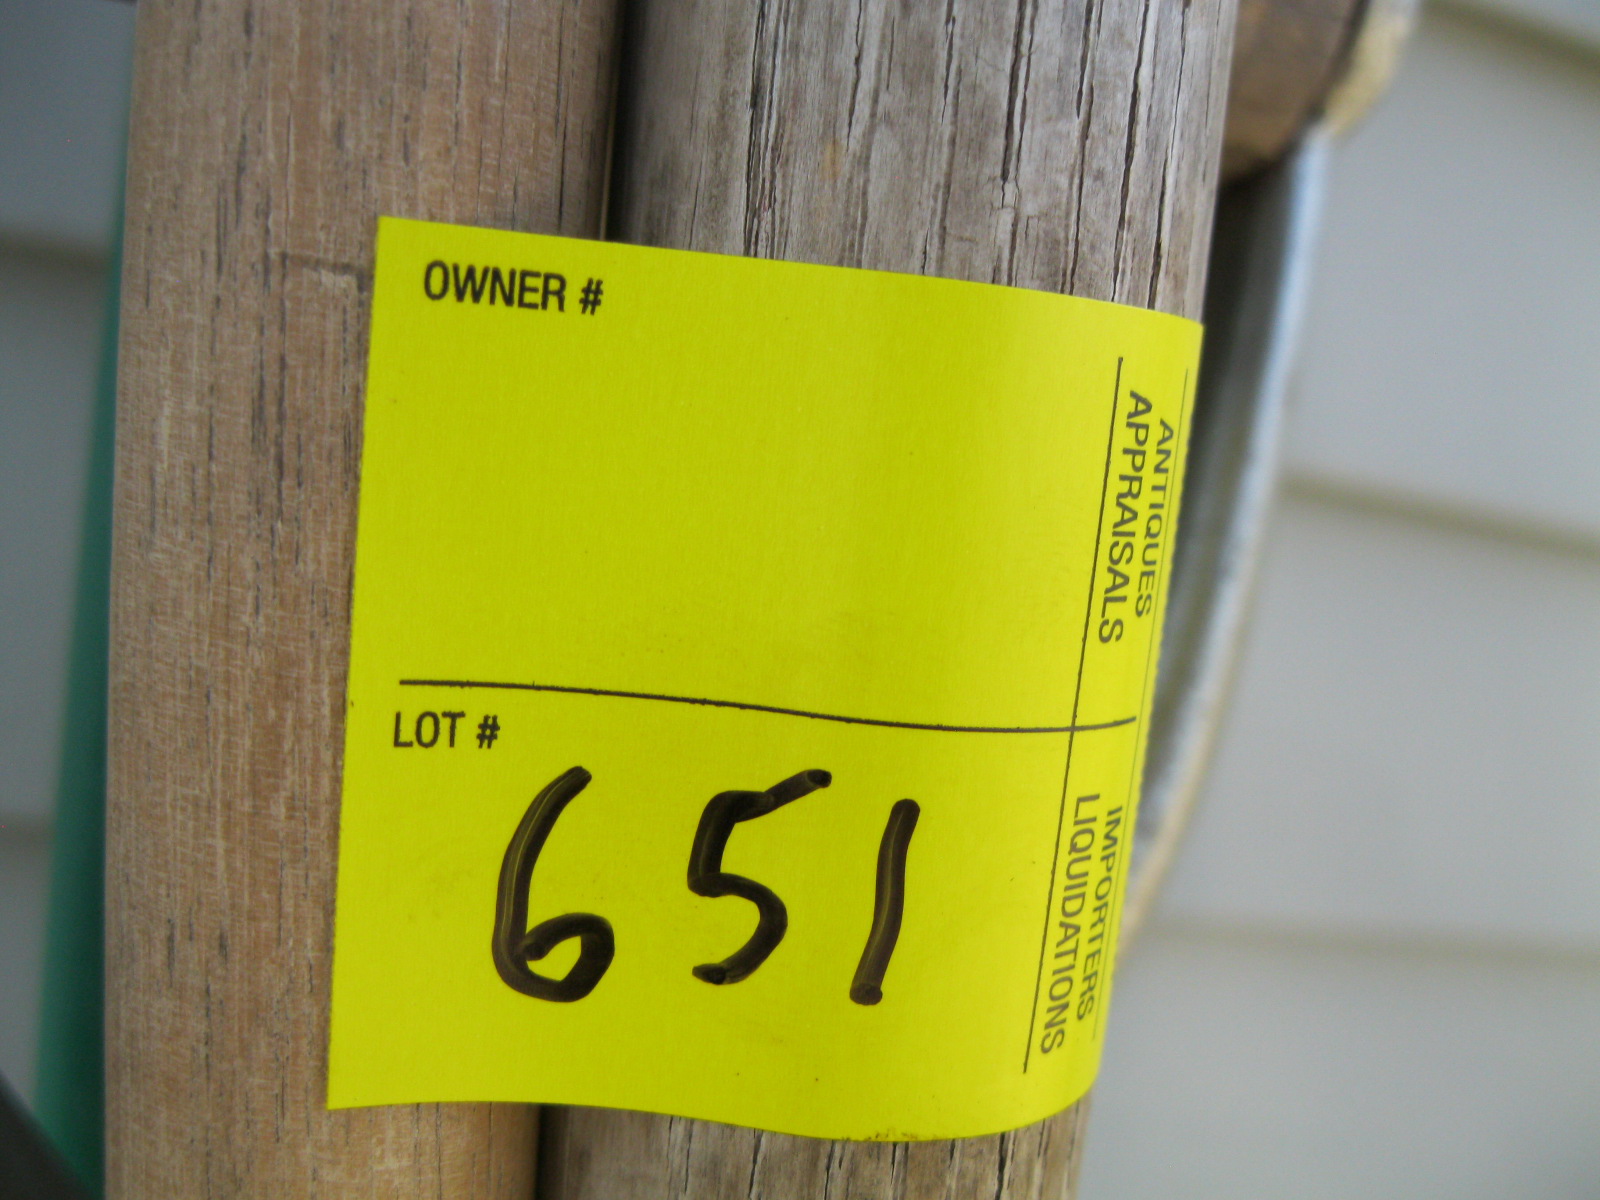 OWNER #
ANTIQUES
APPRAISALS
LOT #
651
IMPORTERS
LIQUIDATIONS